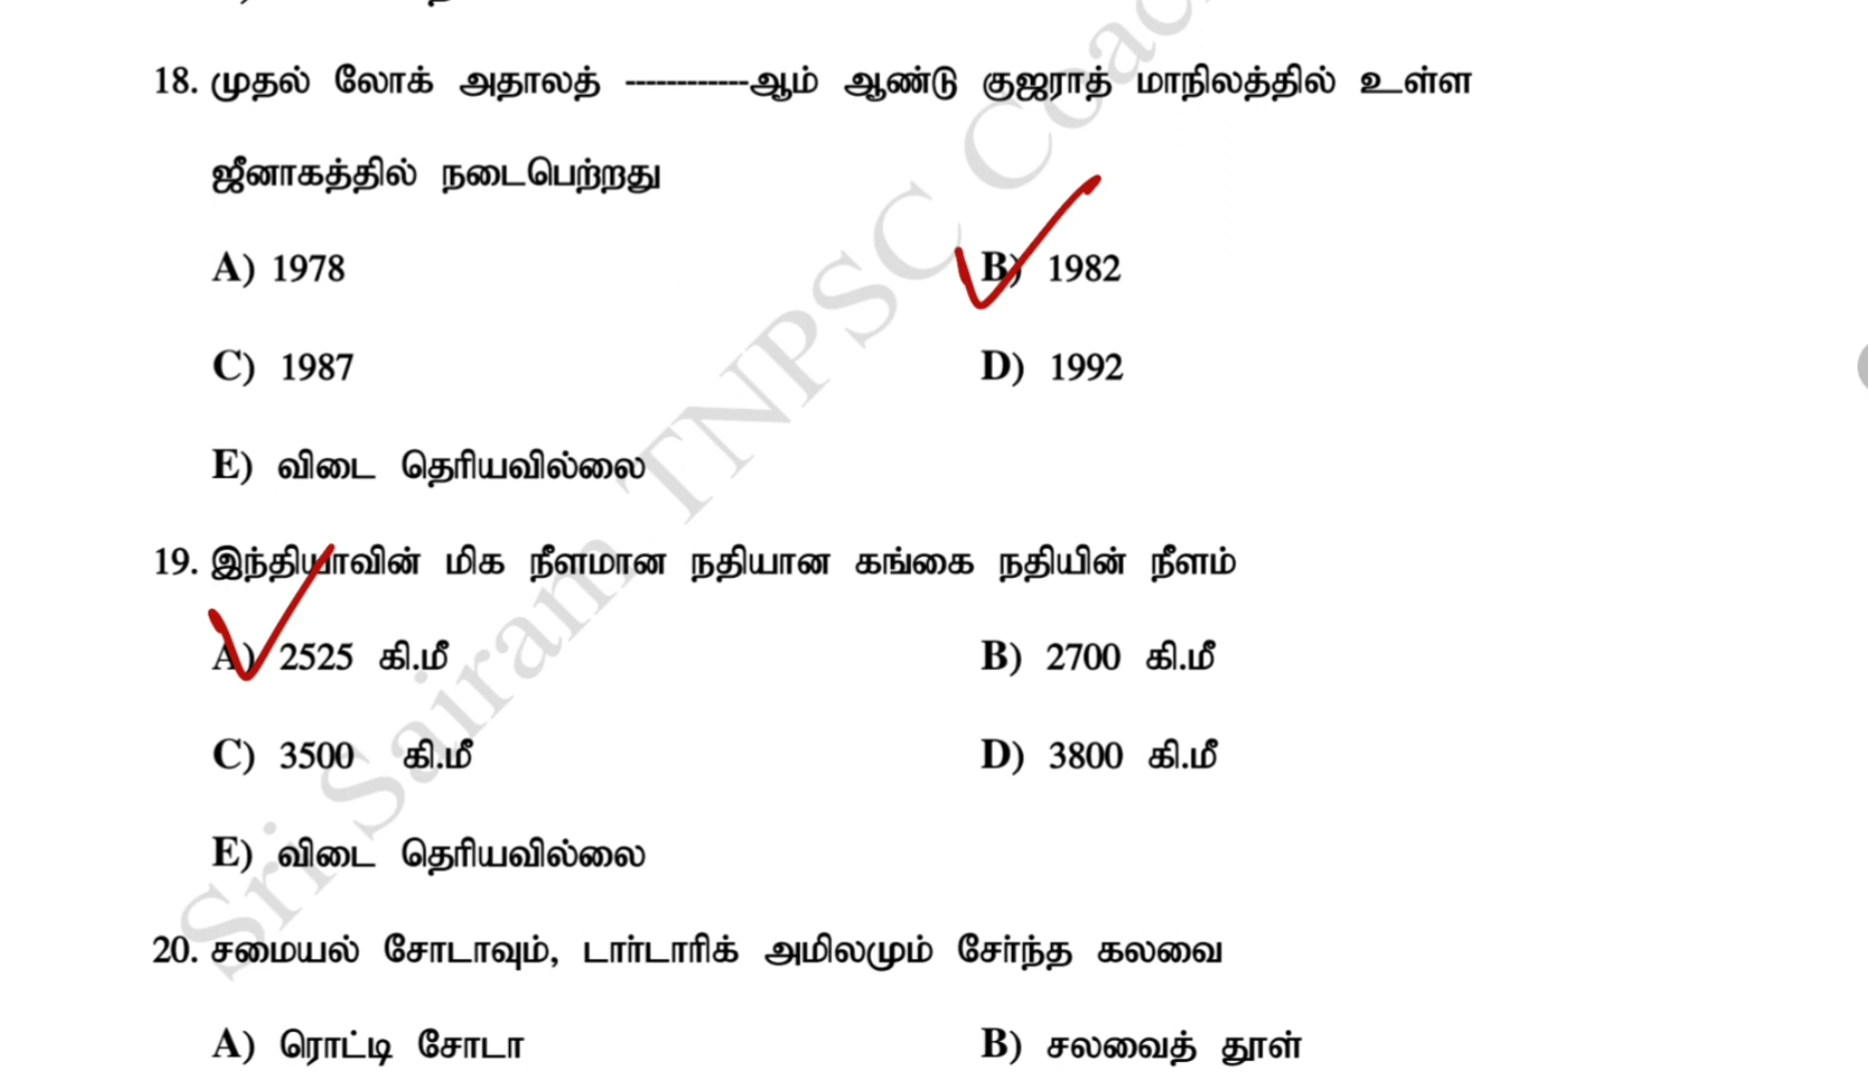 18. முதல் லோக் அதாலத் ------------ஆம் ஆண்டு குஜராத் மாநிலத்தில் உள்ள
ஜீனாகத்தில் நடைபெற்றது
A) 1978 B) 1982
C) 1987 D) 1992
E) விடை தெரியவில்லை
19. இந்தியாவின் மிக நீளமான நதியான கங்கை நதியின் நீளம்
A) 2525 கி.மீ B) 2700 கி.மீ
C) 3500 கி.மீ D) 3800 கி.மீ
E) விடை தெரியவில்லை
20. சமையல் சோடாவும், டார்டாரிக் அமிலமும் சேர்ந்த கலவை
A) ரொட்டி சோடா B) சலவைத் தூள்
Sri Sairam TNPSC